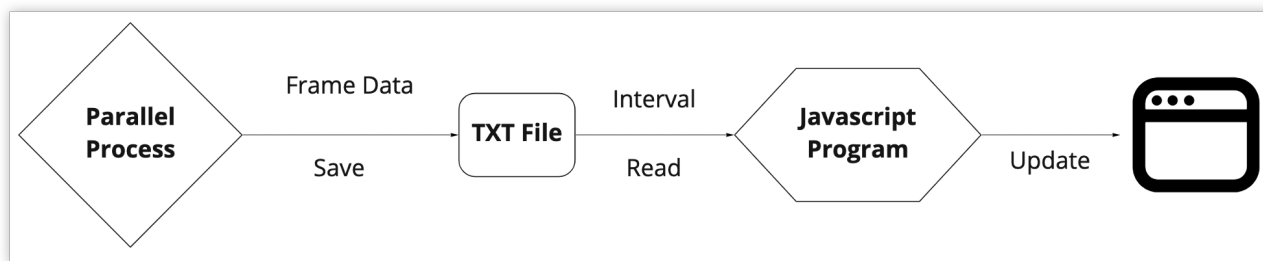 Parallel
Process
Frame Data
Save
TXT File
Interval
Read
Javascript
Program
Update